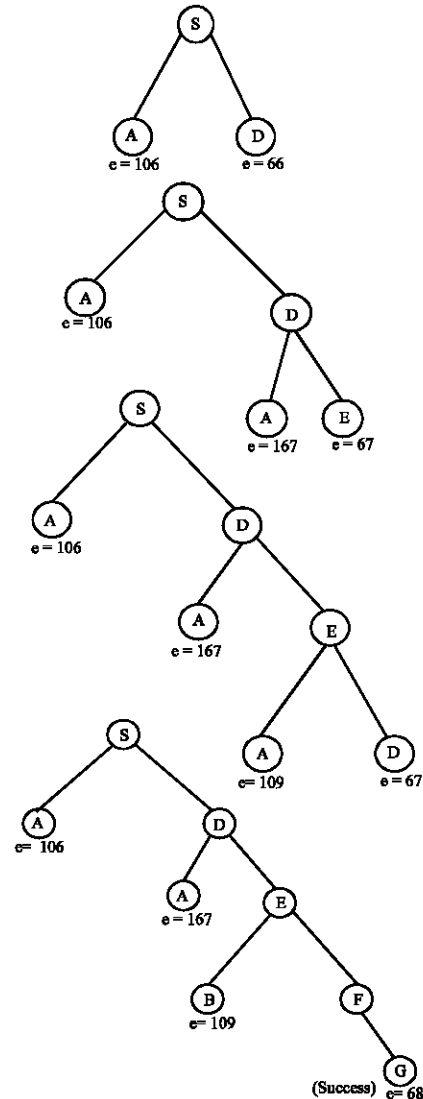 S
A D
e = 106 e = 66
S
A
e = 106
D
A E
e = 167 e = 67
S
A
e = 106
D
A
e = 167
E
A D
e= 109 e = 67
S
A D
e= 106
A
e = 167
E
B F
e= 109
G
(Success) e= 68